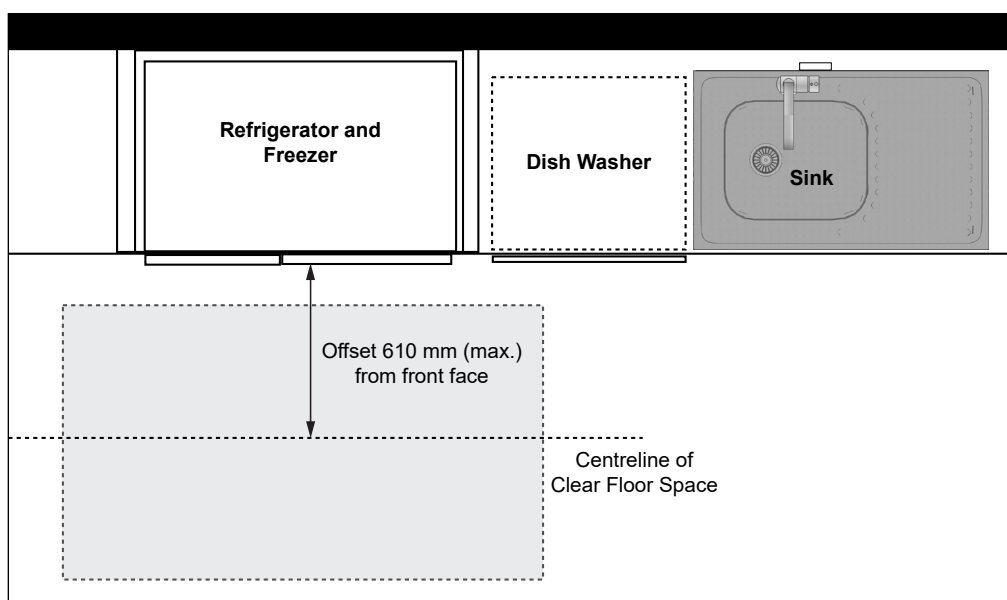 Refrigerator and
Freezer
Dish Washer
Sink
Offset 610 mm (max.)
from front face
Centreline of
Clear Floor Space